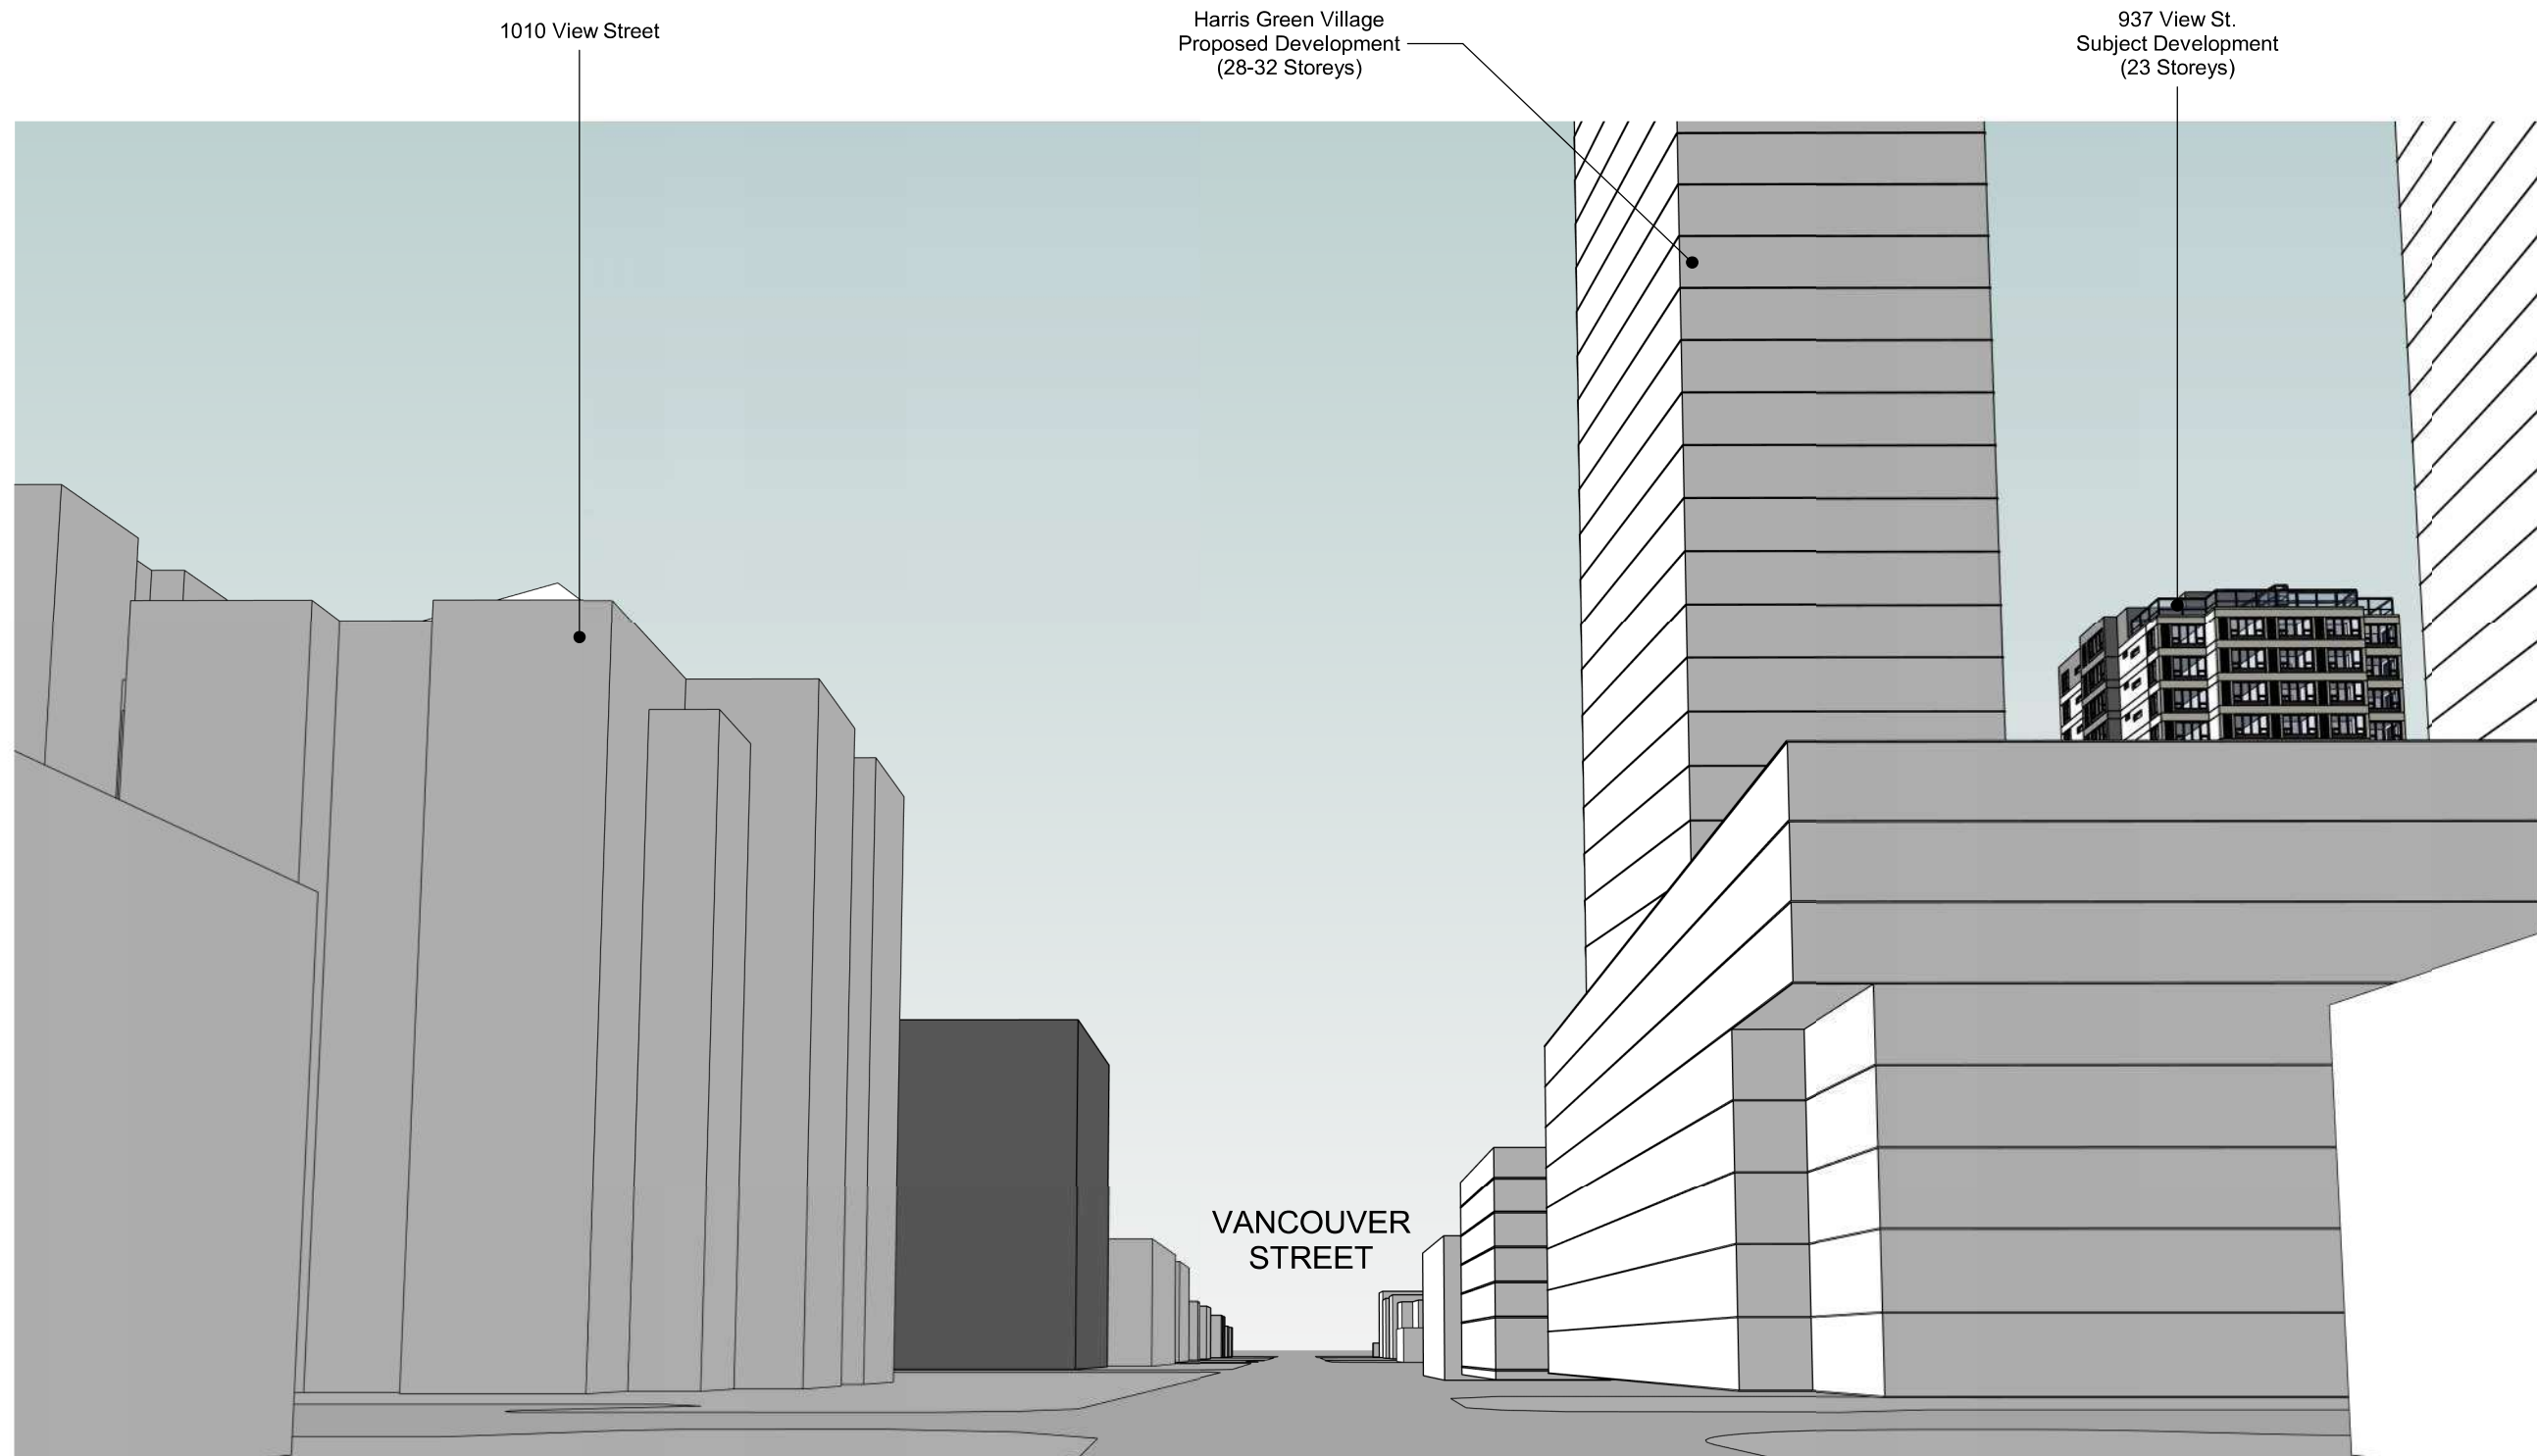 1010 View Street
Harris Green Village
Proposed Development
(28-32 Storeys)
937 View St.
Subject Development
(23 Storeys)
VANCOUVER
STREET